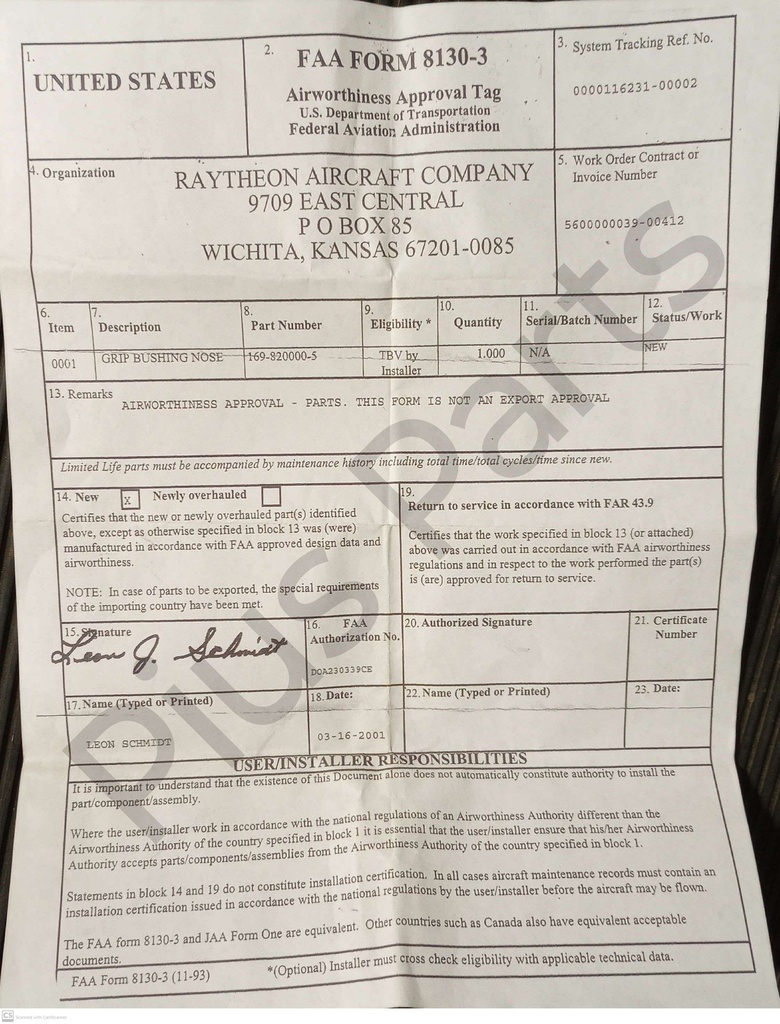 1.
UNITED STATES
2.
FAA FORM 8130-3
Airworthiness Approval Tag
U.S. Department of Transportation
Federal Aviation Administration
3. System Tracking Ref. No.
0000116231-00002
4. Organization
RAYTHEON AIRCRAFT COMPANY
9709 EAST CENTRAL
P O BOX 85
WICHITA, KANSAS 67201-0085
5. Work Order Contract or
Invoice Number
5600000039-00412
6.
Item
7.
Description
8.
Part Number
9.
Eligibility *
10.
Quantity
11.
Serial/Batch Number
12.
Status/Work
0001
GRIP BUSHING NOSE
169-820000-5
TBV by
Installer
1.000
N/A
NEW
13. Remarks
AIRWORTHINESS APPROVAL - PARTS. THIS FORM IS NOT AN EXPORT APPROVAL
Limited Life parts must be accompanied by maintenance history including total time/total cycles/time since new.
14. New x Newly overhauled
Certifies that the new or newly overhauled part(s) identified
above, except as otherwise specified in block 13 was (were)
manufactured in accordance with FAA approved design data and
airworthiness.
NOTE: In case of parts to be exported, the special requirements
of the importing country have been met.
19.
Return to service in accordance with FAR 43.9
Certifies that the work specified in block 13 (or attached)
above was carried out in accordance with FAA airworthiness
regulations and in respect to the work performed the part(s)
is (are) approved for return to service.
15. Signature
Leon J. Schmidt
16. FAA
Authorization No.
DOA230339CE
20. Authorized Signature
21. Certificate
Number
17. Name (Typed or Printed)
LEON SCHMIDT
18. Date:
03-16-2001
22. Name (Typed or Printed)
23. Date:
USER/INSTALLER RESPONSIBILITIES
It is important to understand that the existence of this Document alone does not automatically constitute authority to install the
part/component/assembly.
Where the user/installer work in accordance with the national regulations of an Airworthiness Authority different than the
Airworthiness Authority of the country specified in block 1 it is essential that the user/installer ensure that his/her Airworthiness
Authority accepts parts/components/assemblies from the Airworthiness Authority of the country specified in block 1.
Statements in block 14 and 19 do not constitute installation certification. In all cases aircraft maintenance records must contain an
installation certification issued in accordance with the national regulations by the user/installer before the aircraft may be flown.
The FAA form 8130-3 and JAA Form One are equivalent. Other countries such as Canada also have equivalent acceptable
documents.
FAA Form 8130-3 (11-93)
*(Optional) Installer must cross check eligibility with applicable technical data.
Pius Parts
CS Scanned with CamScanner